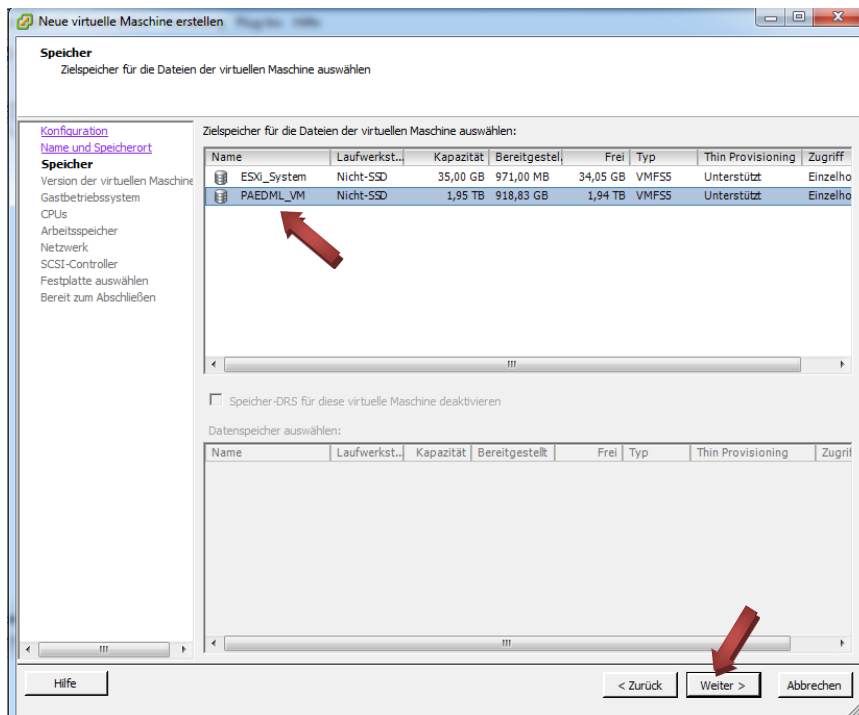 Neue virtuelle Maschine erstellen
Speicher
Zielspeicher für die Dateien der virtuellen Maschine auswählen
Konfiguration
Name und Speicherort
Speicher
Version der virtuellen Maschine
Gastbetriebssystem
CPUs
Arbeitsspeicher
Netzwerk
SCSI-Controller
Festplatte auswählen
Bereit zum Abschließen
Zielspeicher für die Dateien der virtuellen Maschine auswählen:
Name Laufwerkst... Kapazität Bereitgestel. Frei Typ Thin Provisioning Zugriff
ESXi_System Nicht-SSD 35,00 GB 971,00 MB 34,05 GB VMFS5 Unterstützt Einzelho
PAEDML_VM Nicht-SSD 1,95 TB 918,83 GB 1,94 TB VMFS5 Unterstützt Einzelho
Speicher-DRS für diese virtuelle Maschine deaktivieren
Datenspeicher auswählen:
Name Laufwerkst... Kapazität Bereitgestellt Frei Typ Thin Provisioning Zugrif
Hilfe < Zurück Weiter > Abbrechen